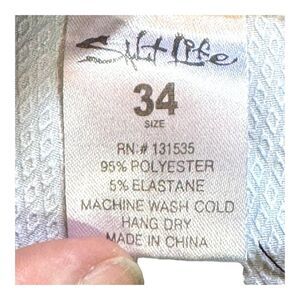 Salt Life
34
SIZE
RN:# 131535
95% POLYESTER
5% ELASTANE
MACHINE WASH COLD
HANG DRY
MADE IN CHINA